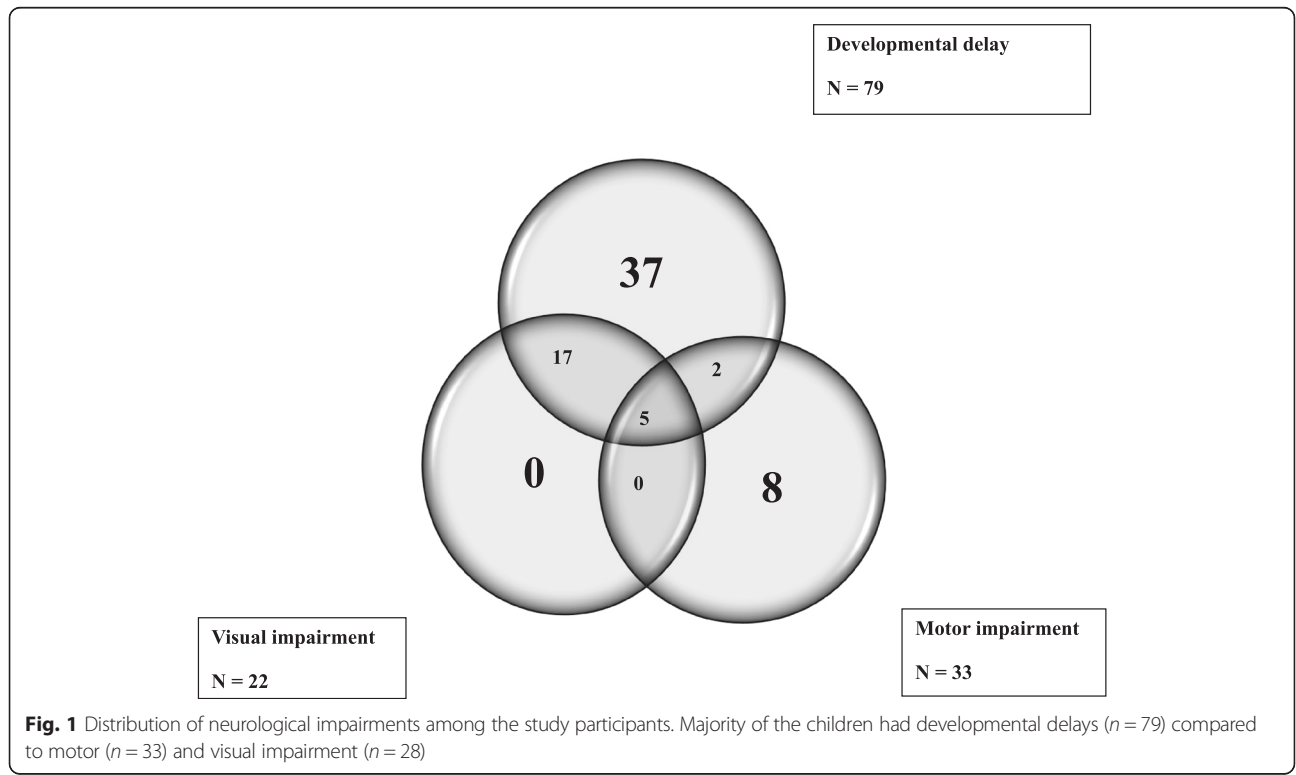 Developmental delay
N = 79
37
17
2
5
0
0
8
Visual impairment
N = 22
Motor impairment
N = 33
Fig. 1 Distribution of neurological impairments among the study participants. Majority of the children had developmental delays (n = 79) compared
to motor (n = 33) and visual impairment (n = 28)